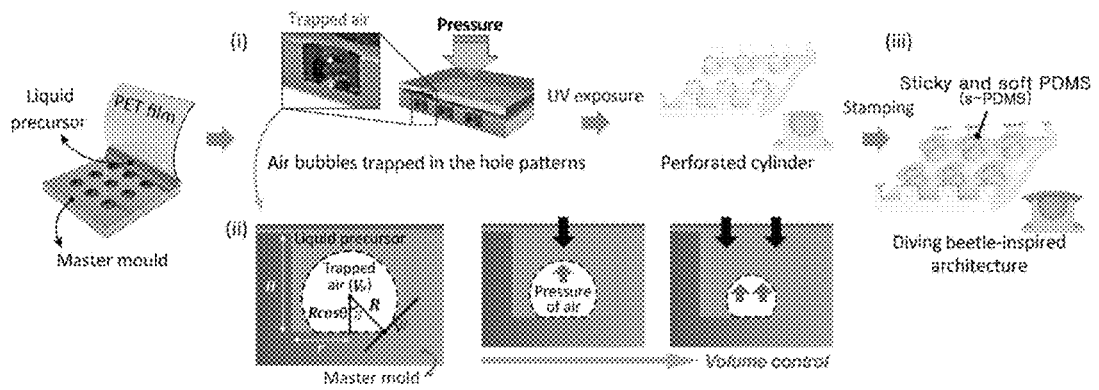 Trapped air
Pressure
(i)
(iii)
Sticky and soft PDMS
(s-PDMS)
Liquid
precursor
PET film
UV exposure
Stamping
Air bubbles trapped in the hole patterns
Perforated cylinder
Master mould
Diving beetle-inspired
architecture
(ii)
Liquid precursor
Trapped
air (V₀)
H
Rcosθ
R
Pressure
of air
Master mold
Volume control